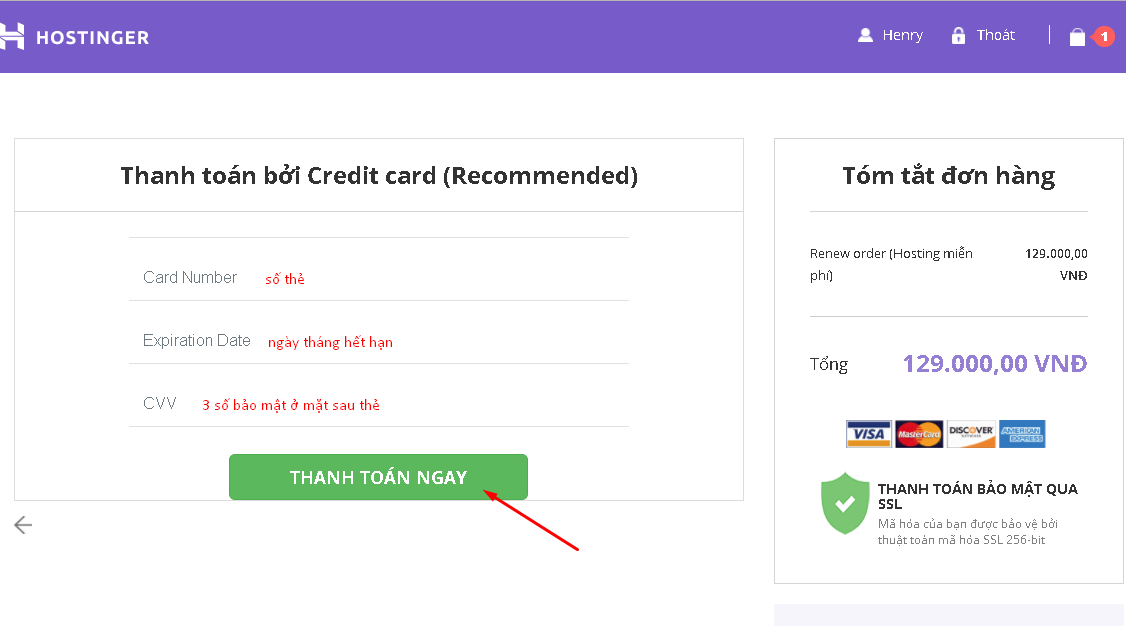 HOSTINGER
Henry
Thoát
1
Thanh toán bởi Credit card (Recommended)
Card Number số thẻ
Expiration Date ngày tháng hết hạn
CVV 3 số bảo mật ở mặt sau thẻ
THANH TOÁN NGAY
Tóm tắt đơn hàng
Renew order (Hosting miễn 129.000,00
phí) VNĐ
Tổng 129.000,00 VNĐ
VISA MasterCard DISCOVER AMERICAN EXPRESS
THANH TOÁN BẢO MẬT QUA
SSL
Mã hóa của bạn được bảo vệ bởi
thuật toán mã hóa SSL 256-bit